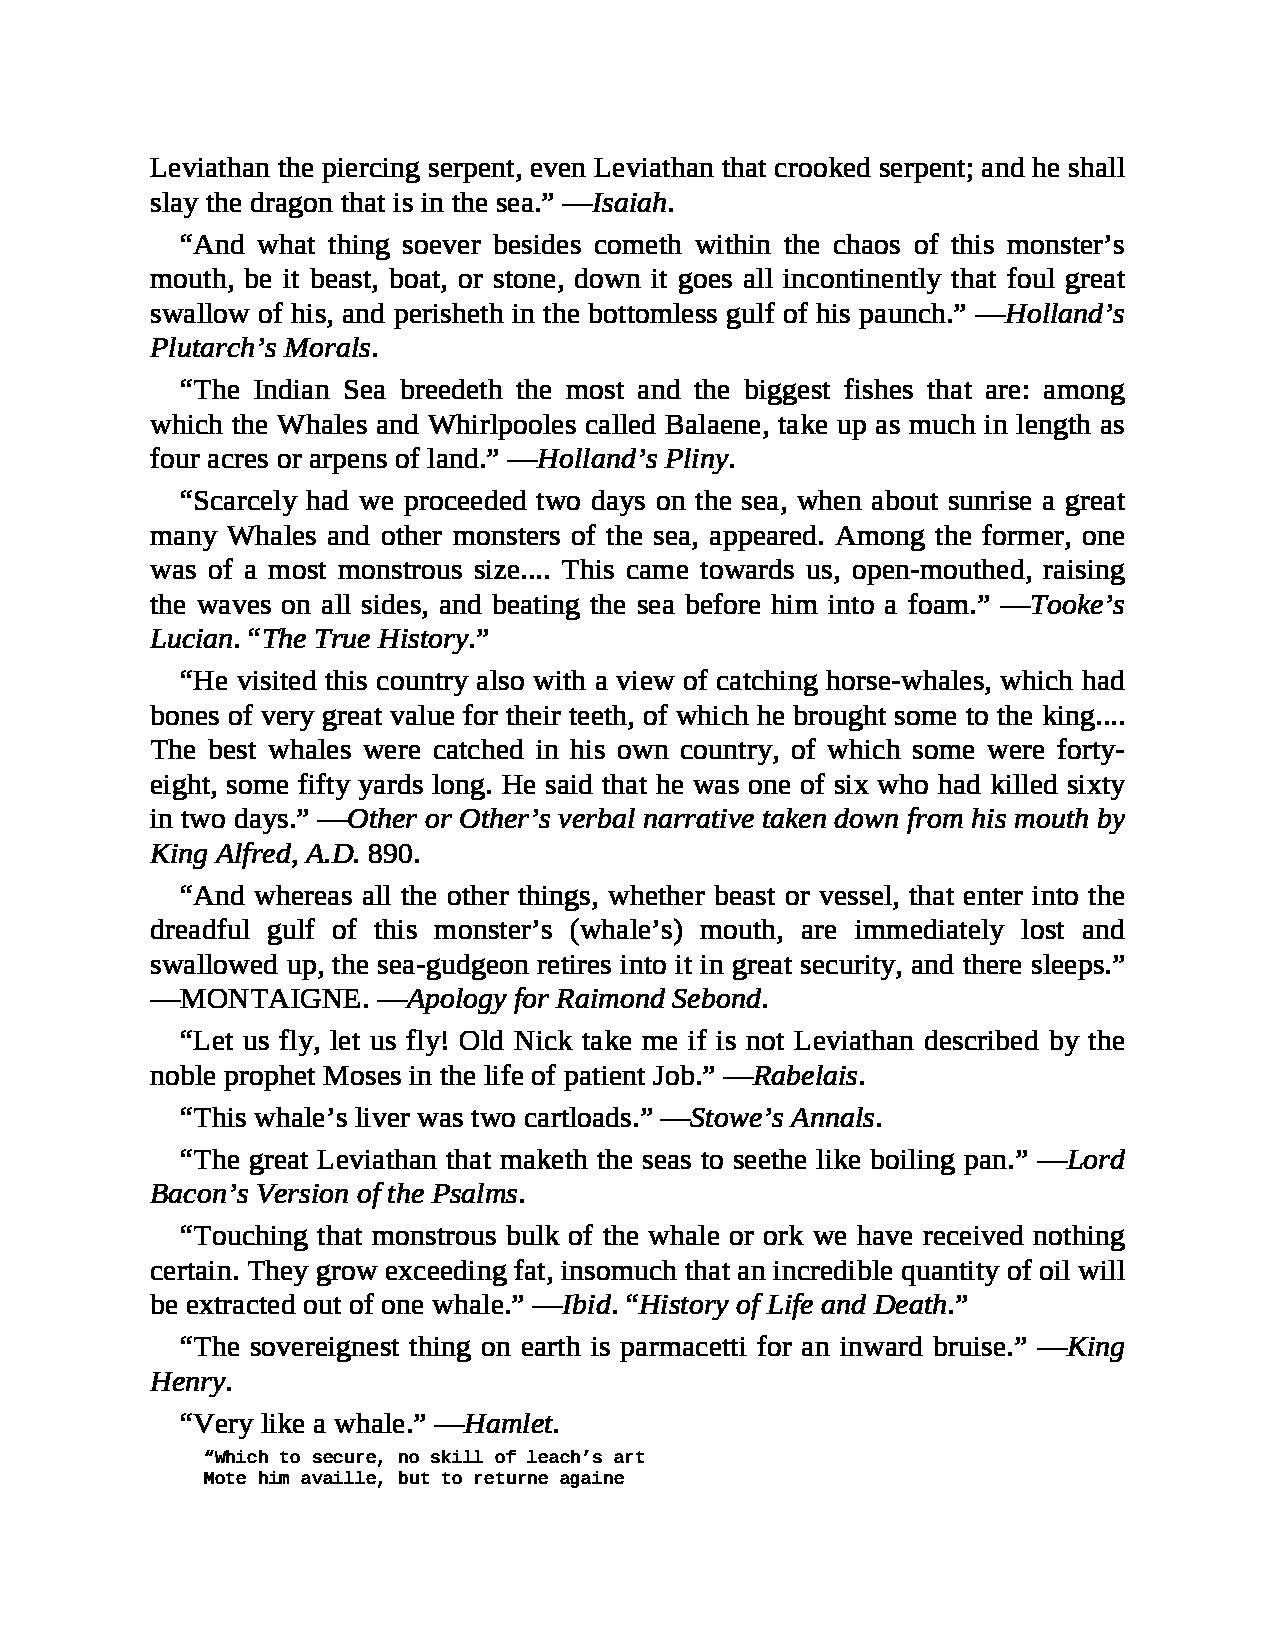 Leviathan the piercing serpent, even Leviathan that crooked serpent; and he shall
slay the dragon that is in the sea.” —Isaiah.
“And what thing soever besides cometh within the chaos of this monster’s
mouth, be it beast, boat, or stone, down it goes all incontinently that foul great
swallow of his, and perisheth in the bottomless gulf of his paunch.” —Holland’s
Plutarch’s Morals.
“The Indian Sea breedeth the most and the biggest fishes that are: among
which the Whales and Whirlpooles called Balaene, take up as much in length as
four acres or arpens of land.” —Holland’s Pliny.
“Scarcely had we proceeded two days on the sea, when about sunrise a great
many Whales and other monsters of the sea, appeared. Among the former, one
was of a most monstrous size.... This came towards us, open-mouthed, raising
the waves on all sides, and beating the sea before him into a foam.” —Tooke’s
Lucian. “The True History.”
“He visited this country also with a view of catching horse-whales, which had
bones of very great value for their teeth, of which he brought some to the king....
The best whales were catched in his own country, of which some were forty-
eight, some fifty yards long. He said that he was one of six who had killed sixty
in two days.” —Other or Other’s verbal narrative taken down from his mouth by
King Alfred, A.D. 890.
“And whereas all the other things, whether beast or vessel, that enter into the
dreadful gulf of this monster’s (whale’s) mouth, are immediately lost and
swallowed up, the sea-gudgeon retires into it in great security, and there sleeps.”
—MONTAIGNE. —Apology for Raimond Sebond.
“Let us fly, let us fly! Old Nick take me if is not Leviathan described by the
noble prophet Moses in the life of patient Job.” —Rabelais.
“This whale’s liver was two cartloads.” —Stowe’s Annals.
“The great Leviathan that maketh the seas to seethe like boiling pan.” —Lord
Bacon’s Version of the Psalms.
“Touching that monstrous bulk of the whale or ork we have received nothing
certain. They grow exceeding fat, insomuch that an incredible quantity of oil will
be extracted out of one whale.” —Ibid. “History of Life and Death.”
“The sovereignest thing on earth is parmacetti for an inward bruise.” —King
Henry.
“Very like a whale.” —Hamlet.
“Which to secure, no skill of leach’s art
Mote him availle, but to returne againe